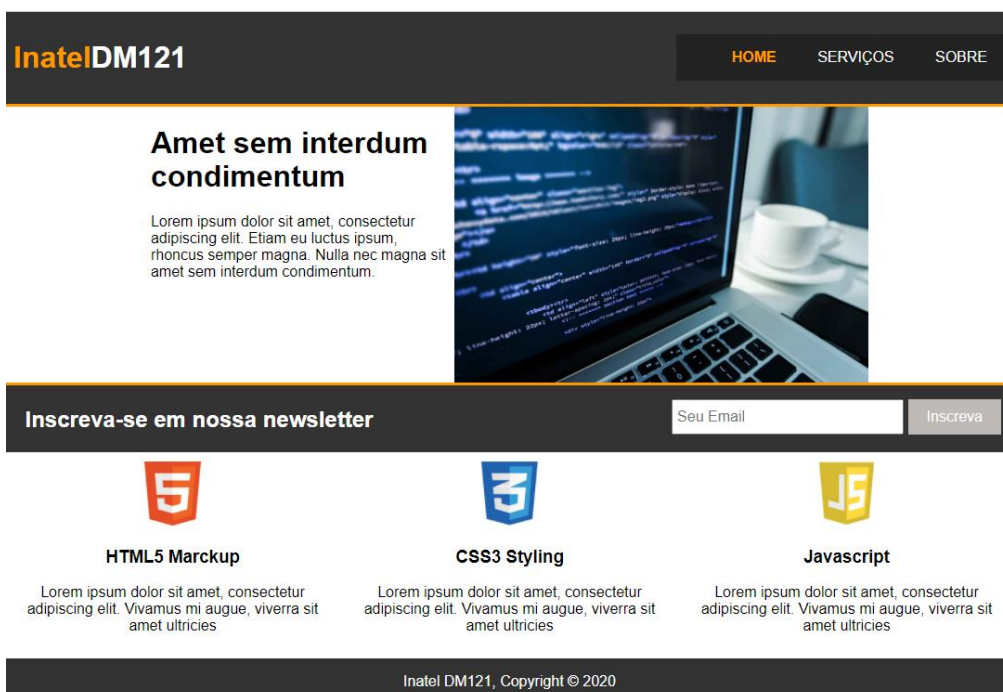 InatelDM121
HOME SERVIÇOS SOBRE
Amet sem interdum
condimentum
Lorem ipsum dolor sit amet, consectetur
adipiscing elit. Etiam eu luctus ipsum,
rhoncus semper magna. Nulla nec magna sit
amet sem interdum condimentum.
Inscreva-se em nossa newsletter
Seu Email
Inscreva
5
3
JS
HTML5 Marckup
CSS3 Styling
Javascript
Lorem ipsum dolor sit amet, consectetur
adipiscing elit. Vivamus mi augue, viverra sit
amet ultricies
Lorem ipsum dolor sit amet, consectetur
adipiscing elit. Vivamus mi augue, viverra sit
amet ultricies
Lorem ipsum dolor sit amet, consectetur
adipiscing elit. Vivamus mi augue, viverra sit
amet ultricies
Inatel DM121, Copyright © 2020